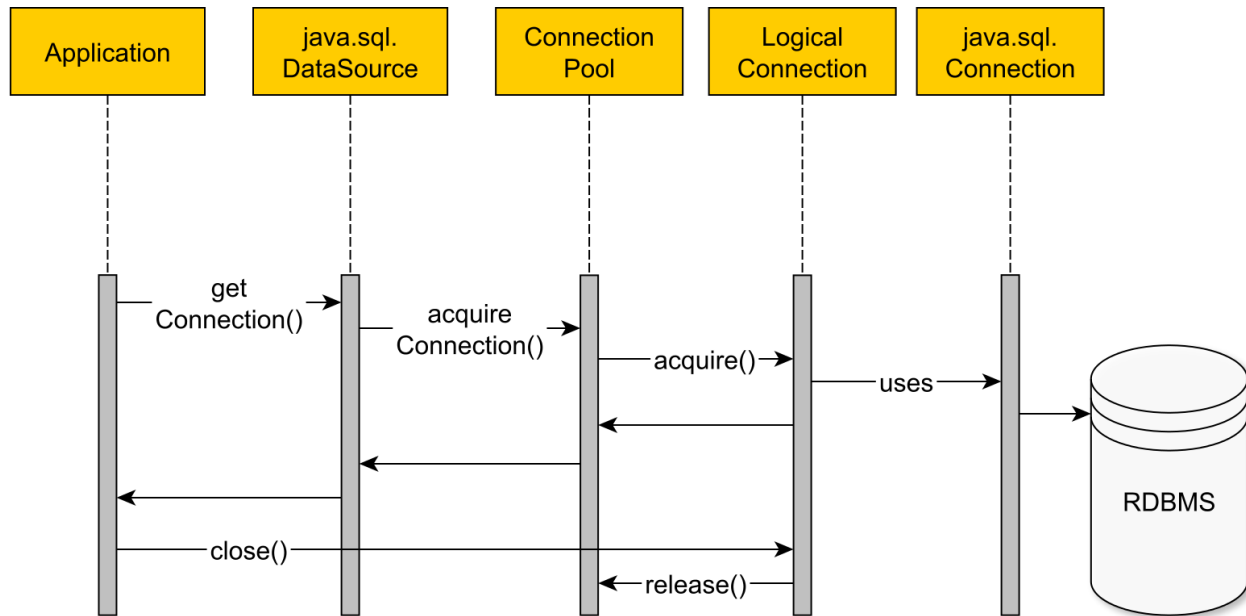 Application
java.sql.
DataSource
Connection
Pool
Logical
Connection
java.sql.
Connection
get
Connection()
acquire
Connection()
acquire()
uses
RDBMS
close()
release()